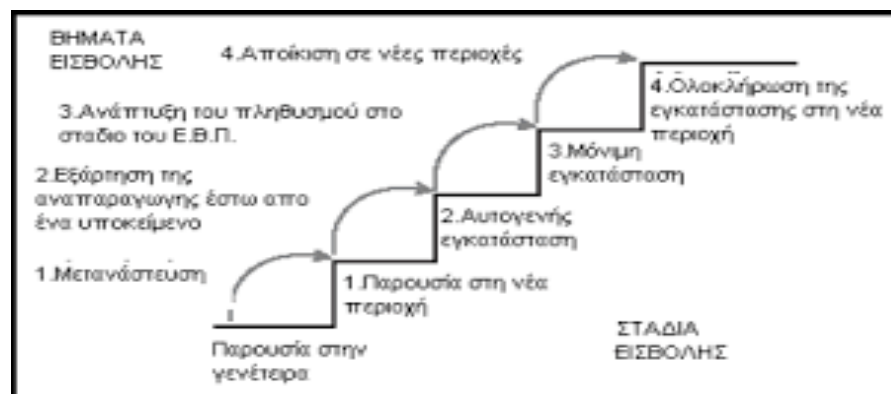 ΒΗΜΑΤΑ
ΕΙΣΒΟΛΗΣ
4.Αποίκιση σε νέες περιοχές
3.Ανάπτυξη του πληθυσμού στο
σταδιο του Ε.Β.Π.
2.Εξάρτηση της
αναπαραγωγης έστω απο
ένα υποκείμενο
1.Μετανάστευση
4.Ολοκλήρωση της
εγκατάστασης στη νέα
περιοχή
3.Μόνιμη
εγκατάσταση
2.Αυτογενής
εγκατάσταση
1.Παρουσία στη νέα
περιοχή
Παρουσία στην
γενέτειρα
ΣΤΑΔΙΑ
ΕΙΣΒΟΛΗΣ